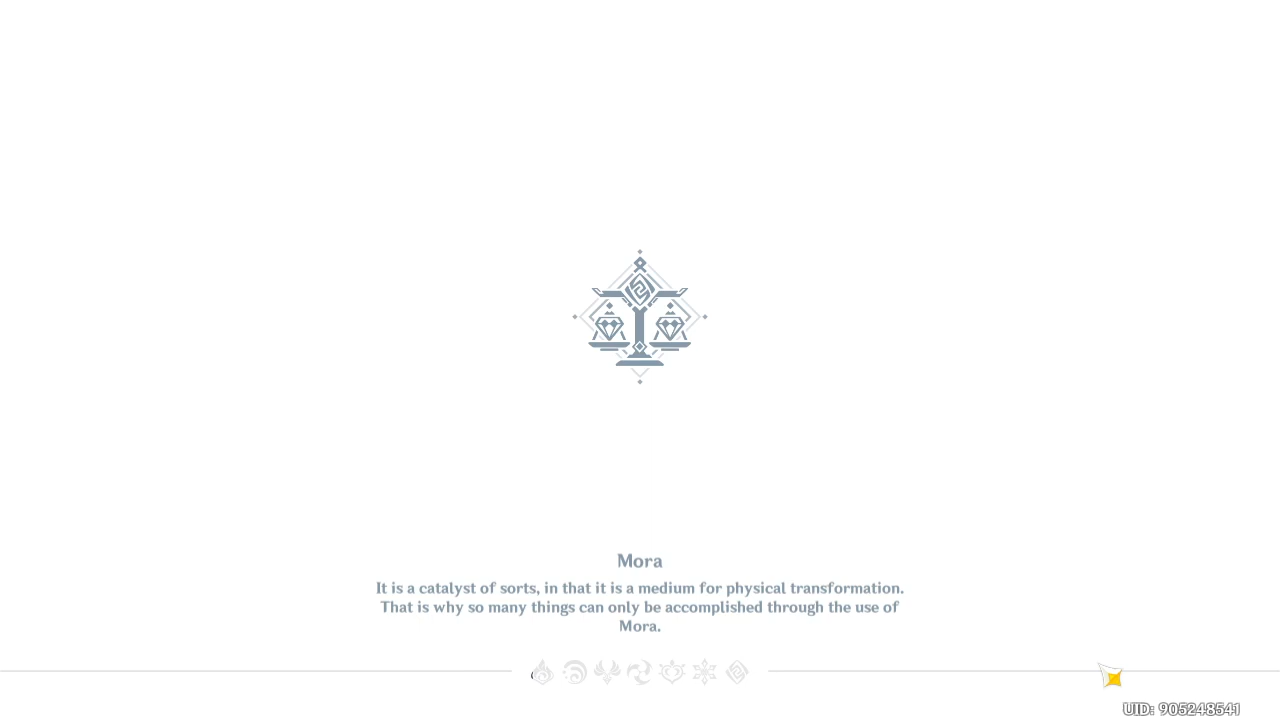 Mora
It is a catalyst of sorts, in that it is a medium for physical transformation.
That is why so many things can only be accomplished through the use of
Mora.
UID: 905248541